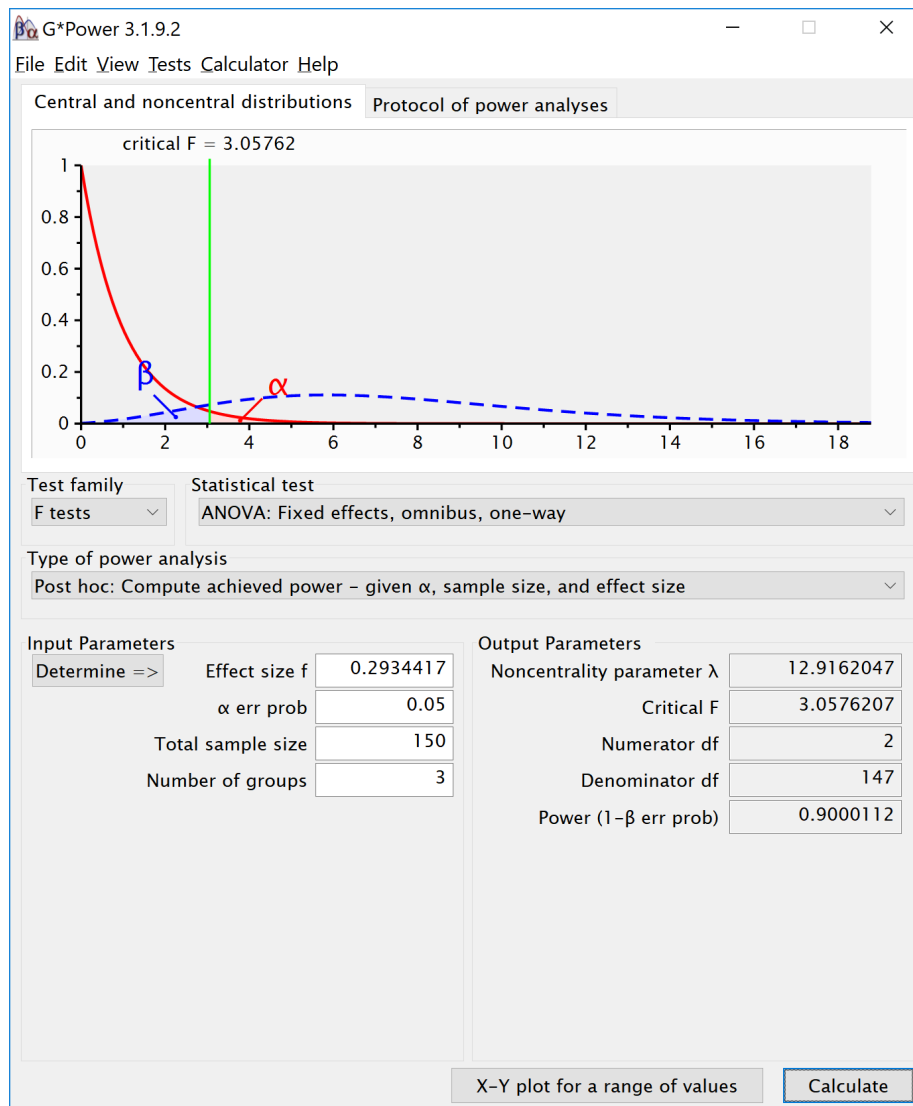 βα G*Power 3.1.9.2
File Edit View Tests Calculator Help
Central and noncentral distributions Protocol of power analyses
critical F = 3.05762
1
0.8
0.6
0.4
0.2
0
β α
0 2 4 6 8 10 12 14 16 18
Test family Statistical test
F tests ANOVA: Fixed effects, omnibus, one-way
Type of power analysis
Post hoc: Compute achieved power - given α, sample size, and effect size
Input Parameters Output Parameters
Determine => Effect size f 0.2934417 Noncentrality parameter λ 12.9162047
α err prob 0.05 Critical F 3.0576207
Total sample size 150 Numerator df 2
Number of groups 3 Denominator df 147
Power (1-β err prob) 0.9000112
X-Y plot for a range of values Calculate